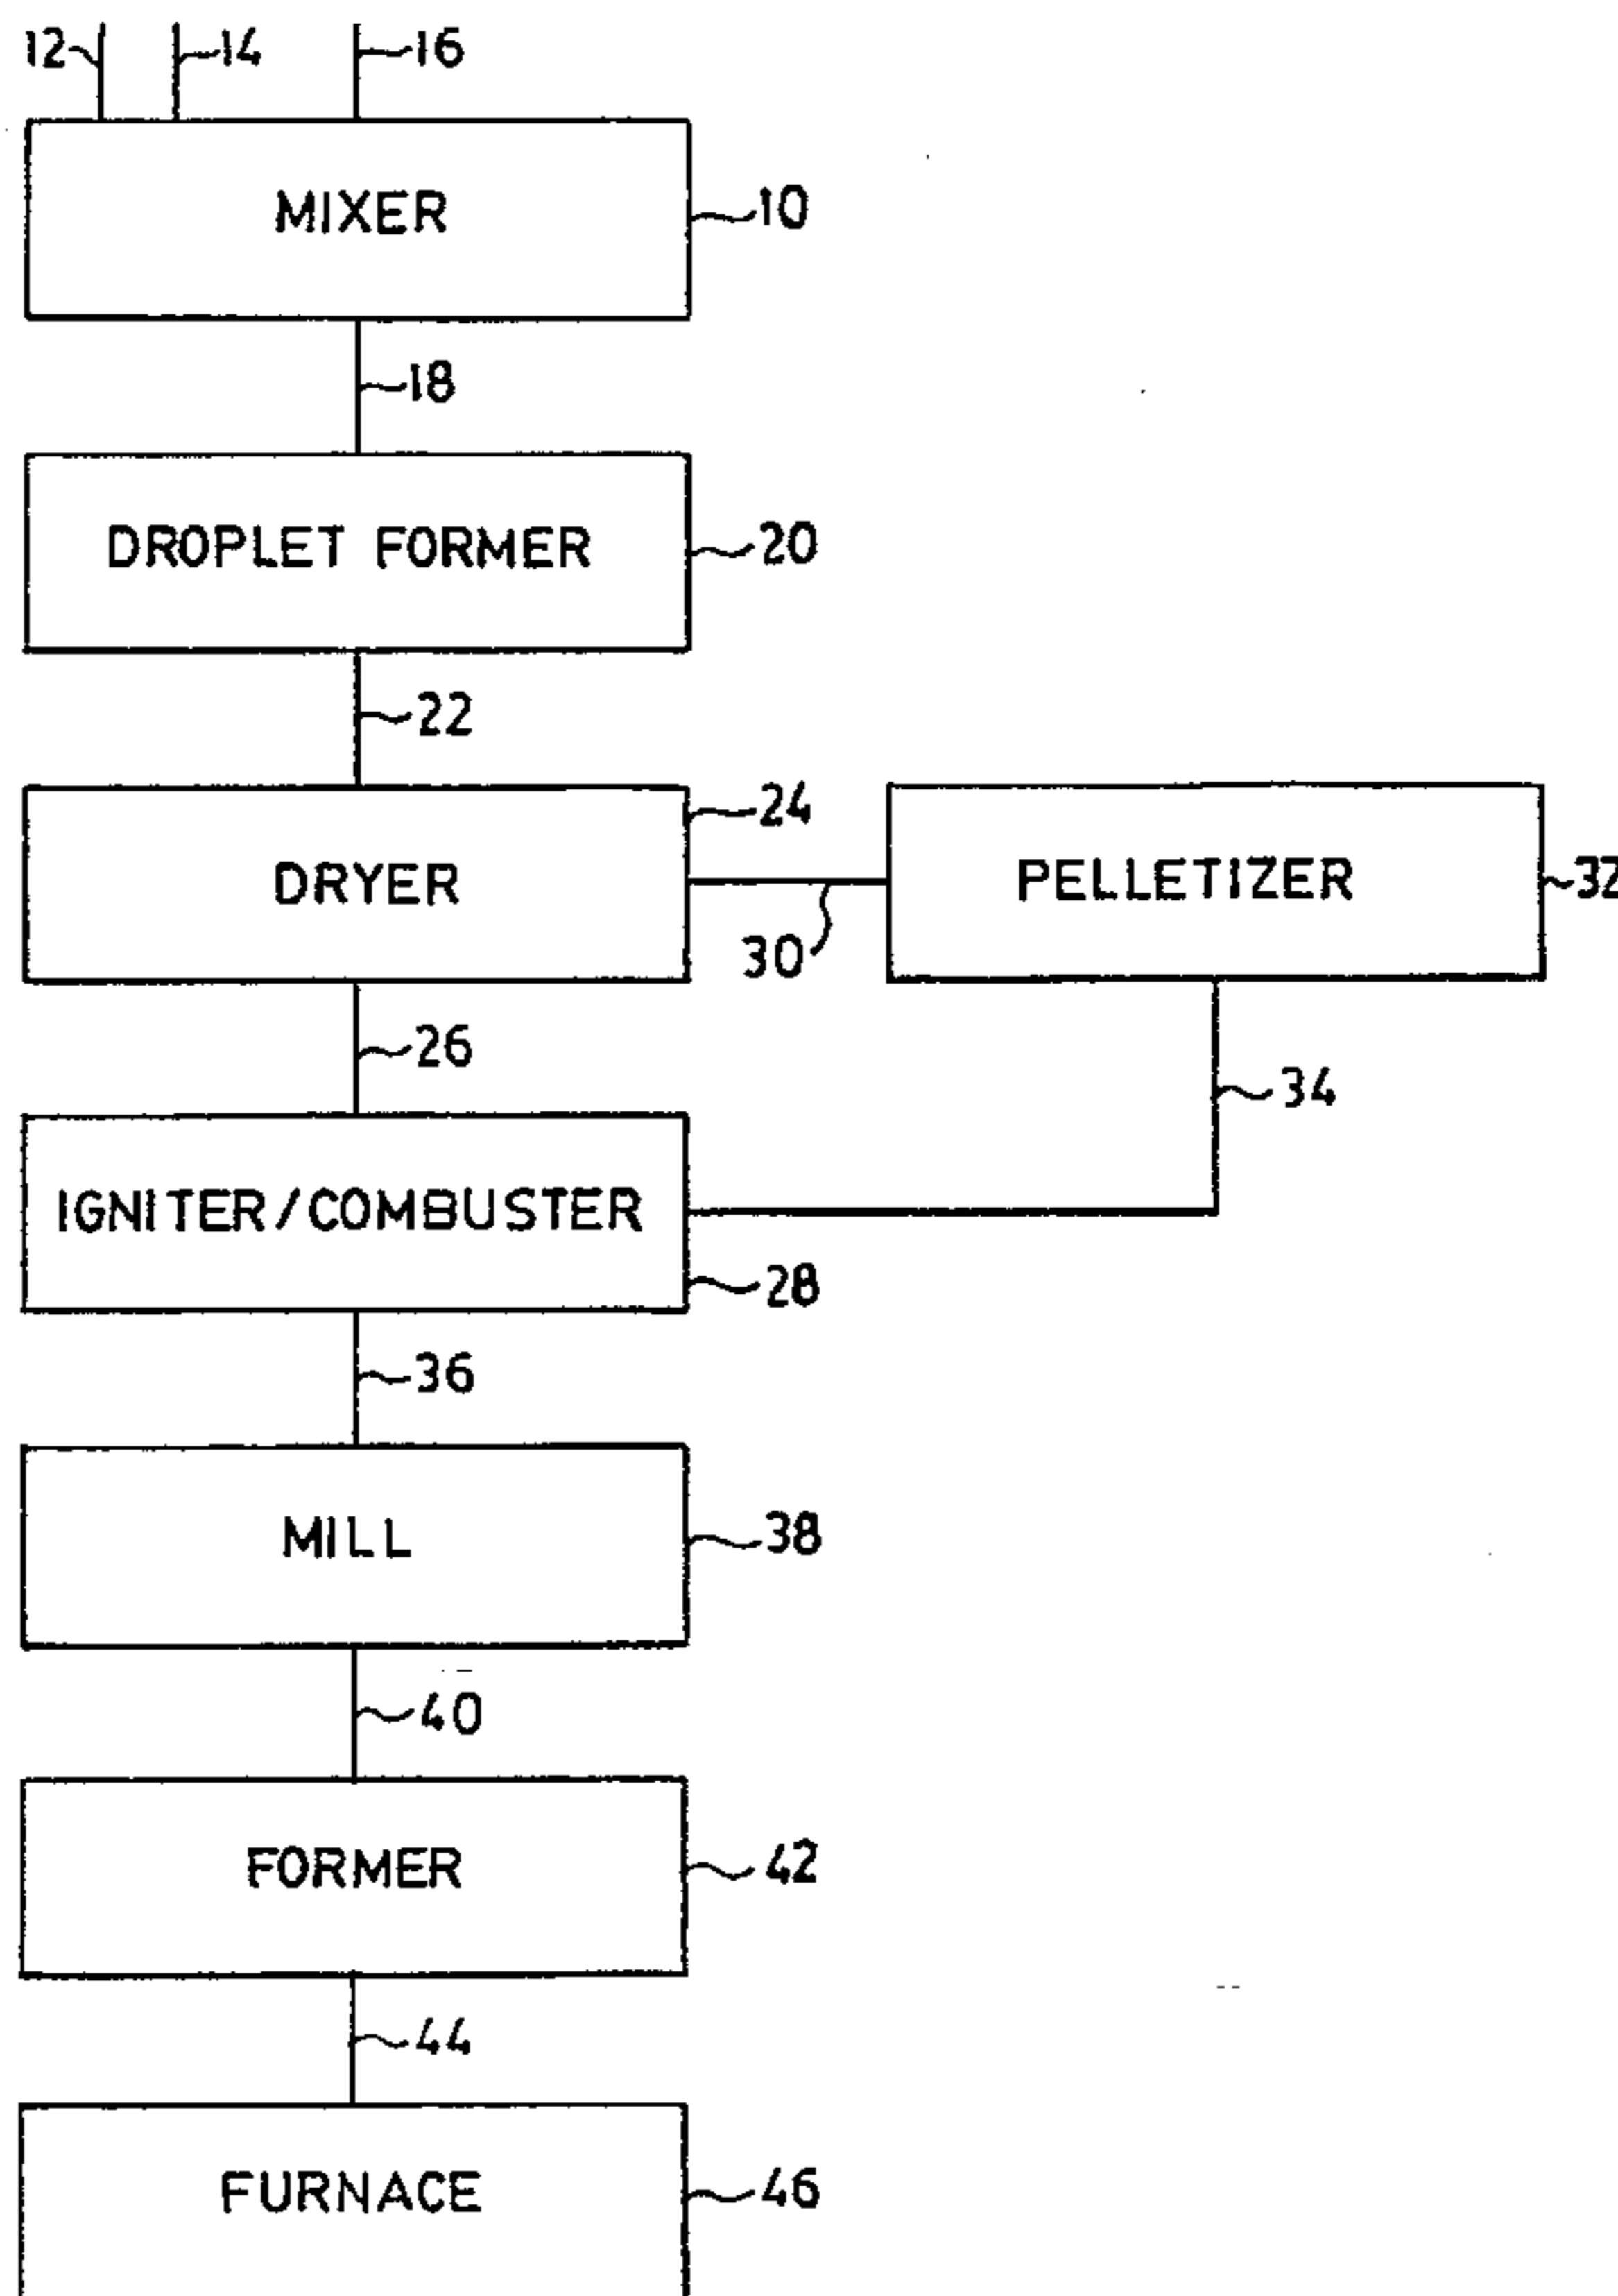 12 14 16
MIXER 10
18
DROPLET FORMER 20
22
24
DRYER PELLETIZER 32
30
26
34
IGNITER/COMBUSTER
28
36
MILL 38
40
FORMER 42
44
FURNACE 46